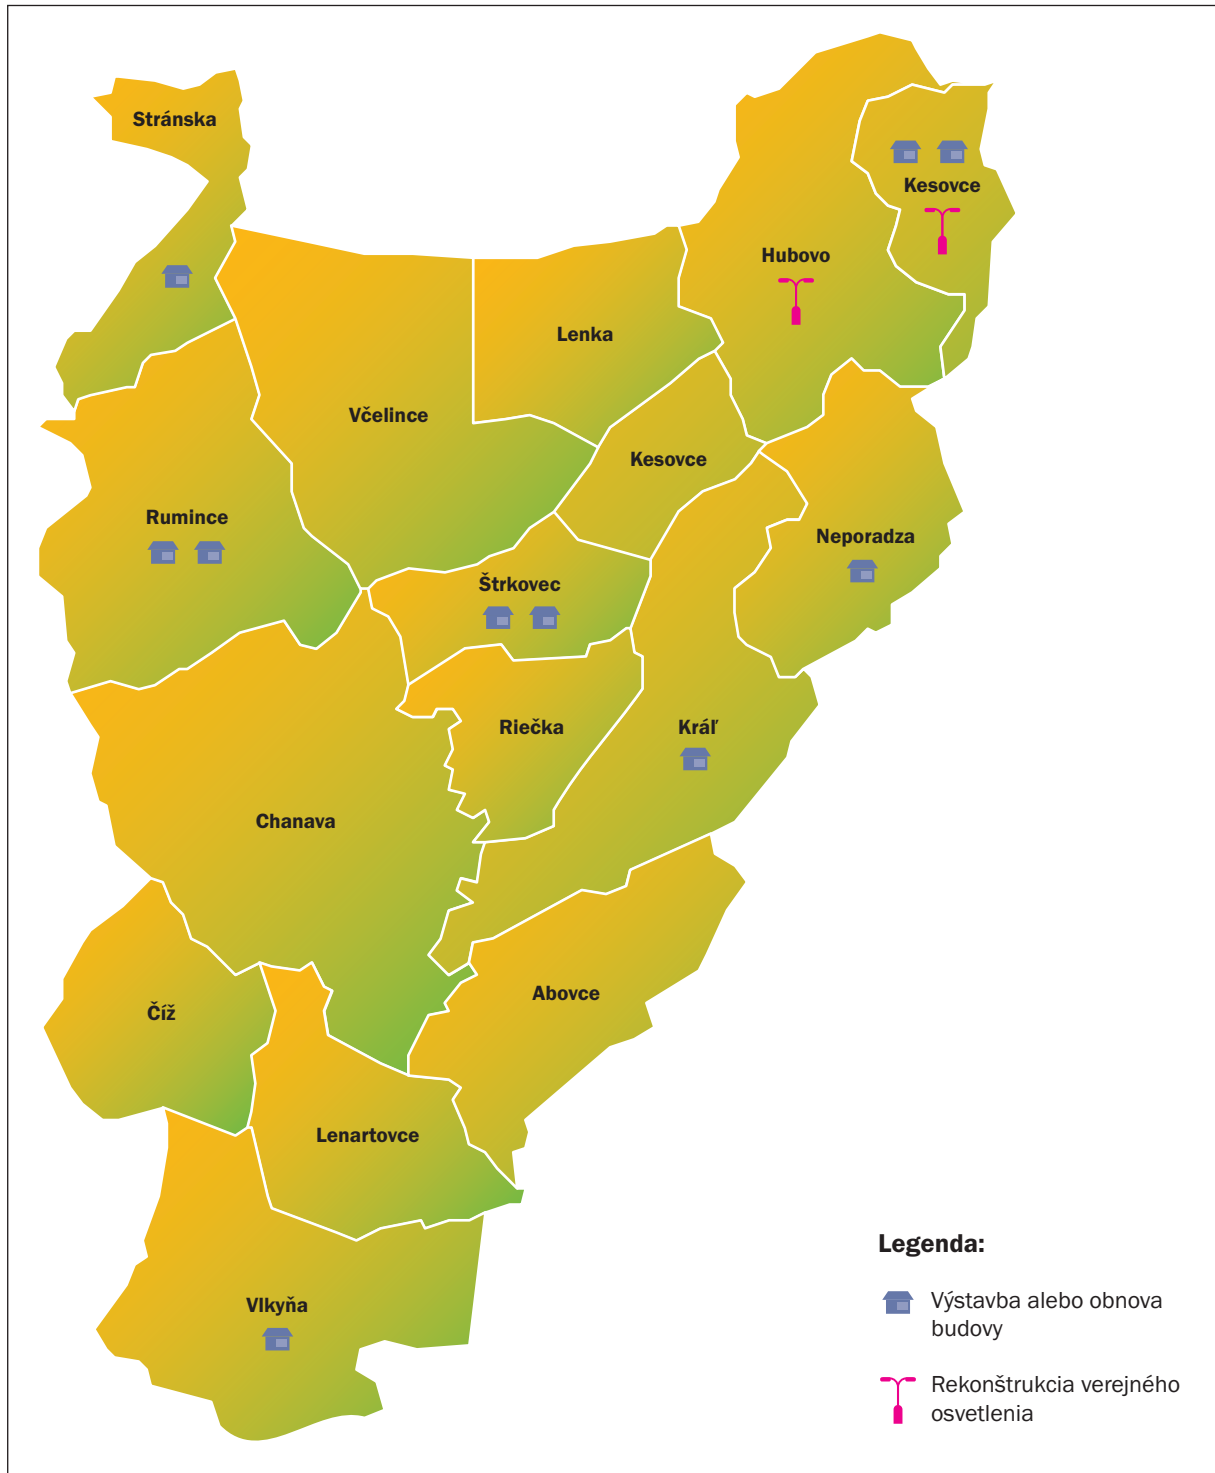 Stránska
Kesovce
Hubovo
Lenka
Včelince
Kesovce
Rumince
Neporadza
Štrkovec
Riečka
Kráľ
Chanava
Abovce
Číž
Lenartovce
Vlkyňa
Legenda:
Výstavba alebo obnova
budovy
Rekonštrukcia verejného
osvetlenia